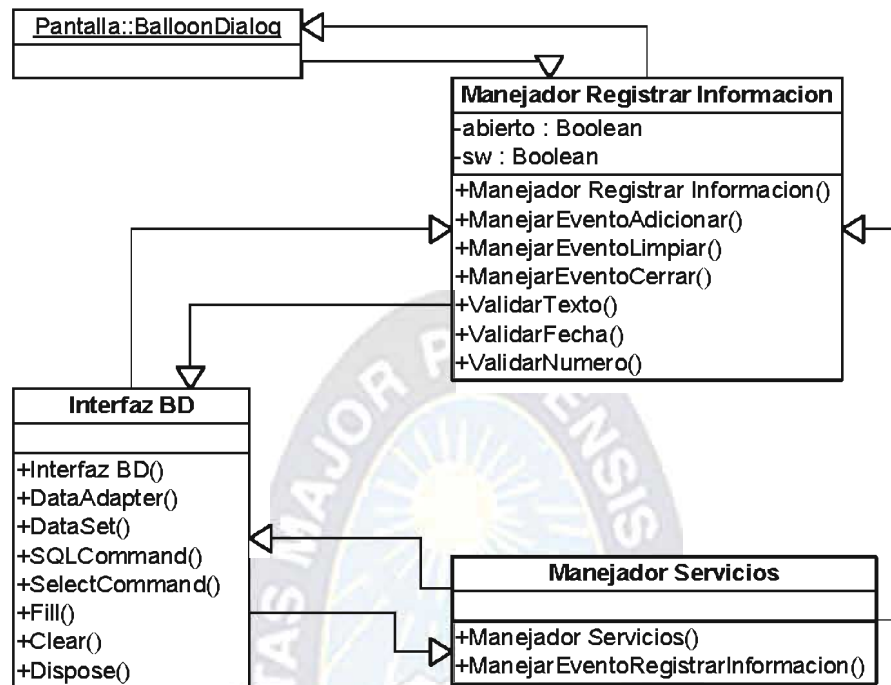 Pantalla::BalloonDialog
Manejador Registrar Informacion
-abierto : Boolean
-sw : Boolean
+Manejador Registrar Informacion()
+ManejarEventoAdicionar()
+ManejarEventoLimpiar()
+ManejarEventoCerrar()
+ValidarTexto()
+ValidarFecha()
+ValidarNumero()
Interfaz BD
+Interfaz BD()
+DataAdapter()
+DataSet()
+SQLCommand()
+SelectCommand()
+Fill()
+Clear()
+Dispose()
Manejador Servicios
+Manejador Servicios()
+ManejarEventoRegistrarInformacion()